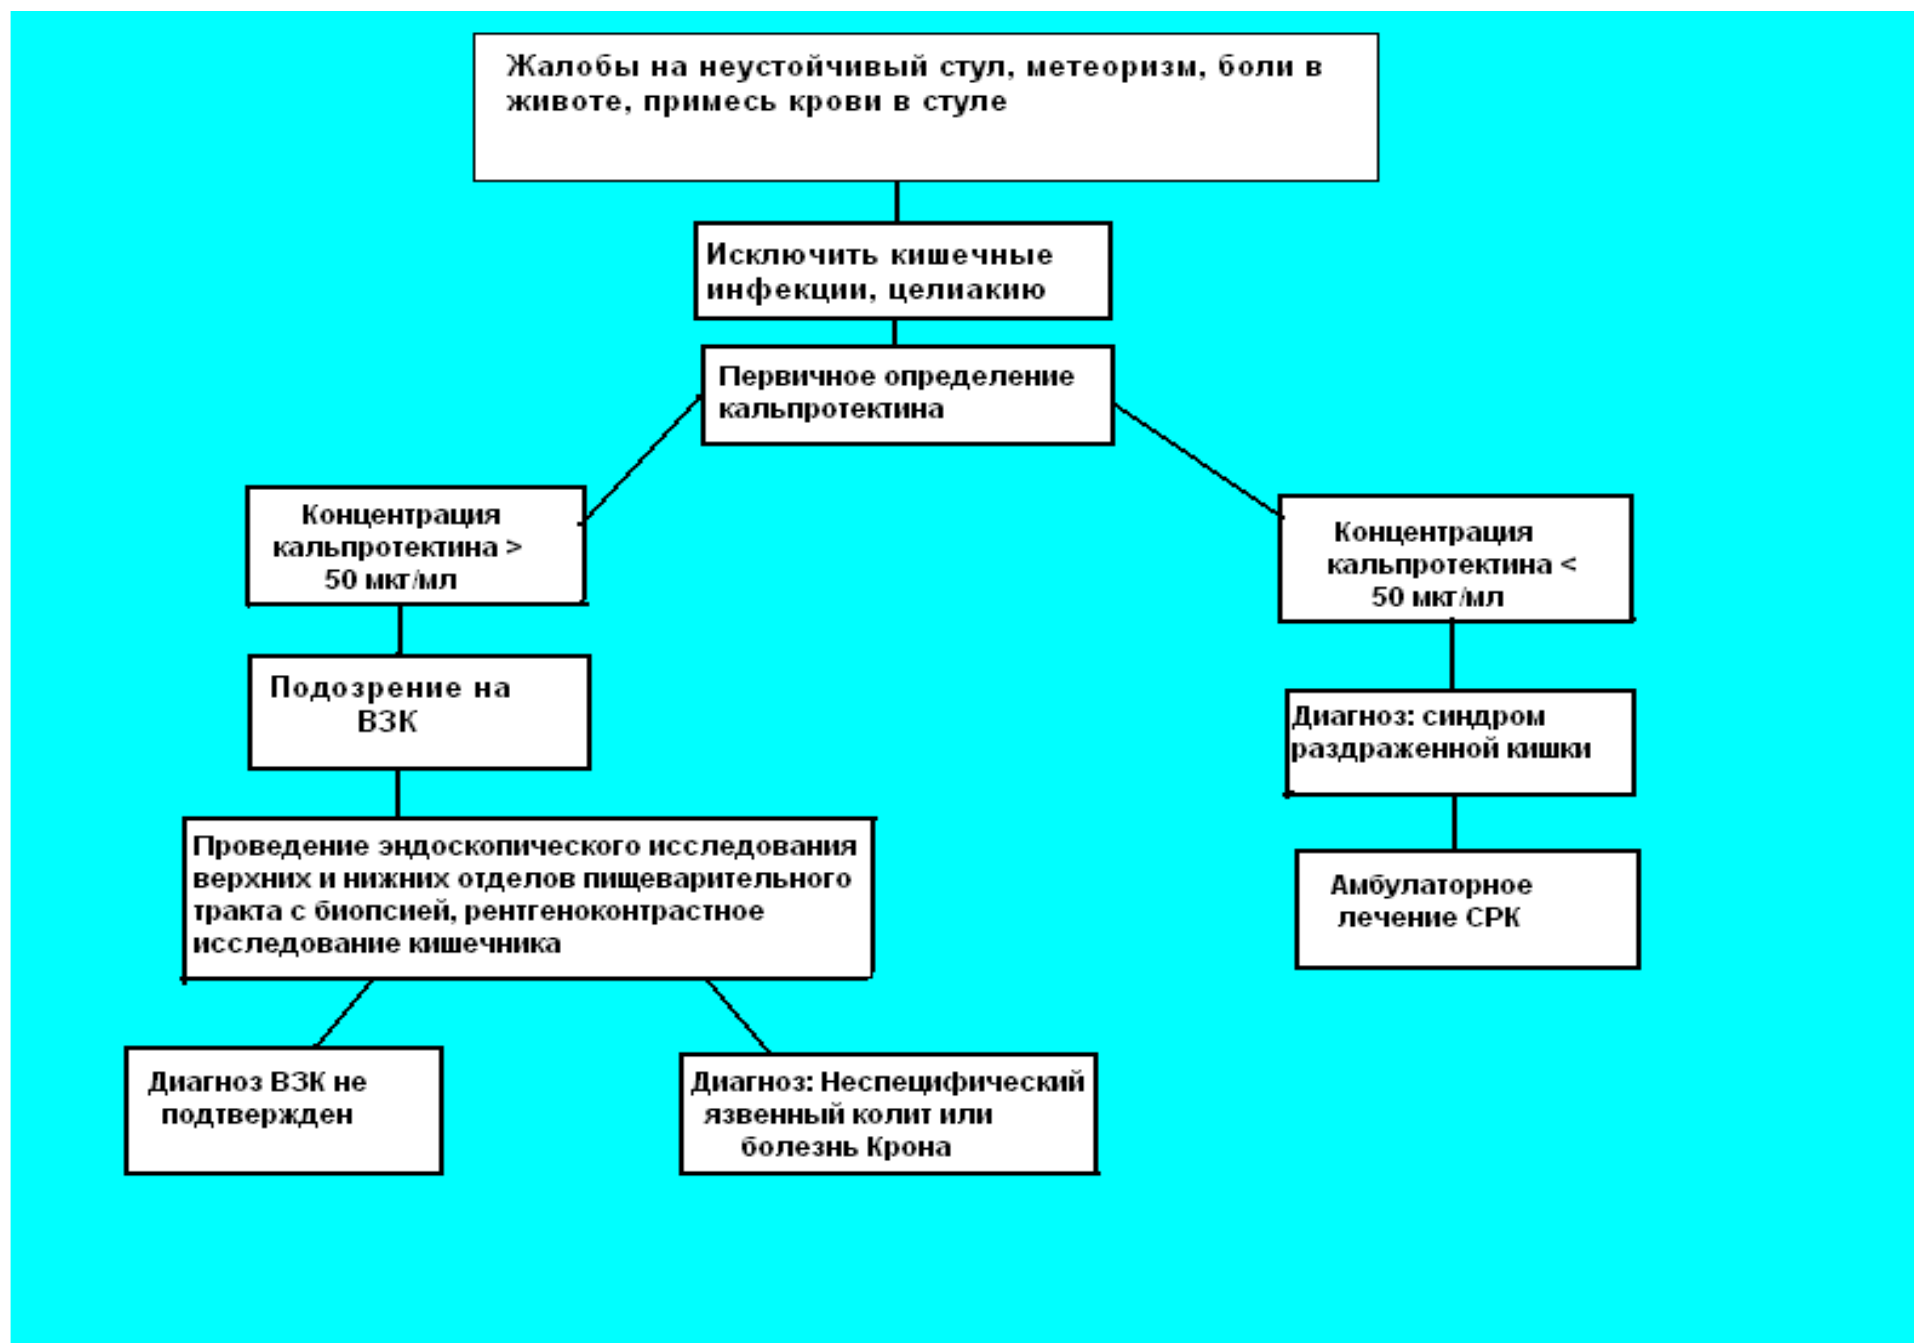 Жалобы на неустойчивый стул, метеоризм, боли в
животе, примесь крови в стуле
Исключить кишечные
инфекции, целиакию
Первичное определение
кальпротектина
Концентрация
кальпротектина >
50 мкг/мл
Концентрация
кальпротектина <
50 мкг/мл
Подозрение на
ВЗК
Диагноз: синдром
раздраженной кишки
Проведение эндоскопического исследования
верхних и нижних отделов пищеварительного
тракта с биопсией, рентгеноконтрастное
исследование кишечника
Амбулаторное
лечение СРК
Диагноз ВЗК не
подтвержден
Диагноз: Неспецифический
язвенный колит или
болезнь Крона